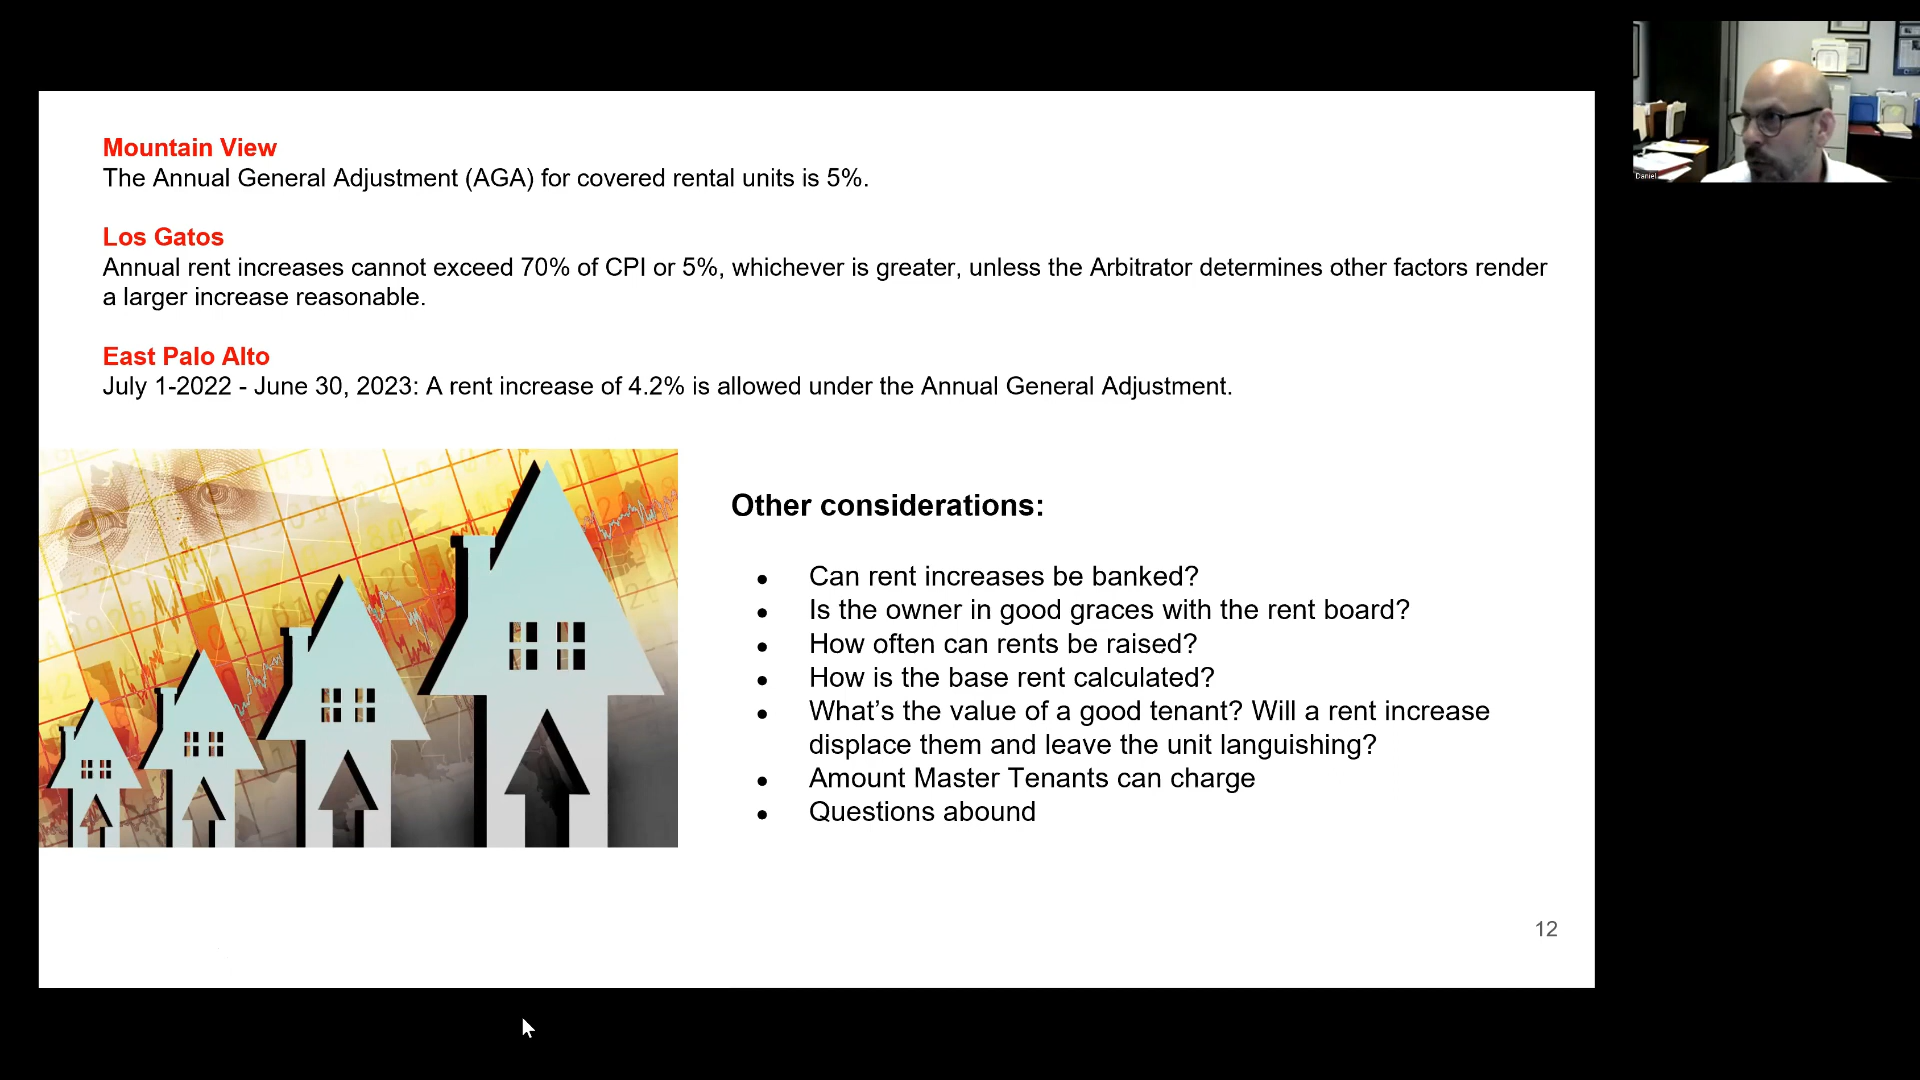 Mountain View
The Annual General Adjustment (AGA) for covered rental units is 5%.
Los Gatos
Annual rent increases cannot exceed 70% of CPI or 5%, whichever is greater, unless the Arbitrator determines other factors render
a larger increase reasonable.
East Palo Alto
July 1-2022 - June 30, 2023: A rent increase of 4.2% is allowed under the Annual General Adjustment.
Other considerations:
● Can rent increases be banked?
● Is the owner in good graces with the rent board?
● How often can rents be raised?
● How is the base rent calculated?
● What's the value of a good tenant? Will a rent increase
displace them and leave the unit languishing?
● Amount Master Tenants can charge
● Questions abound
12
Daniel